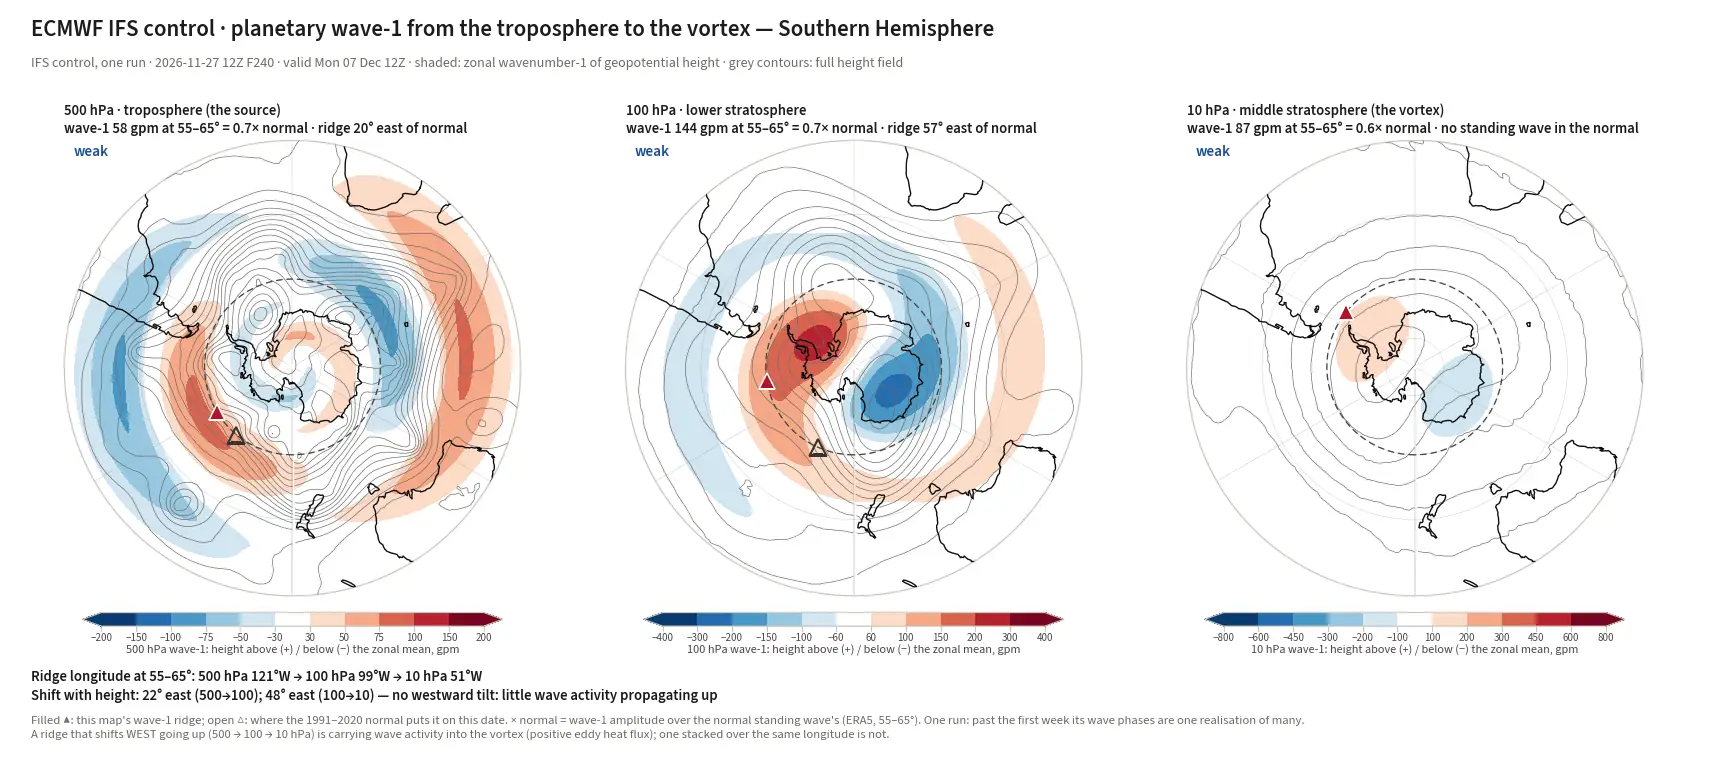 ECMWF IFS control · planetary wave-1 from the troposphere to the vortex — Southern Hemisphere
IFS control, one run · 2026-11-27 12Z F240 · valid Mon 07 Dec 12Z · shaded: zonal wavenumber-1 of geopotential height · grey contours: full height field
500 hPa · troposphere (the source)
wave-1 58 gpm at 55–65° = 0.7× normal · ridge 20° east of normal
weak
100 hPa · lower stratosphere
wave-1 144 gpm at 55–65° = 0.7× normal · ridge 57° east of normal
weak
10 hPa · middle stratosphere (the vortex)
wave-1 87 gpm at 55–65° = 0.6× normal · no standing wave in the normal
weak
−200 −150 −100 −75 −50 −30 30 50 75 100 150 200
500 hPa wave-1: height above (+) / below (−) the zonal mean, gpm
−400 −300 −200 −150 −100 −60 60 100 150 200 300 400
100 hPa wave-1: height above (+) / below (−) the zonal mean, gpm
−800 −600 −450 −300 −200 −100 100 200 300 450 600 800
10 hPa wave-1: height above (+) / below (−) the zonal mean, gpm
Ridge longitude at 55–65°: 500 hPa 121°W → 100 hPa 99°W → 10 hPa 51°W
Shift with height: 22° east (500→100); 48° east (100→10) — no westward tilt: little wave activity propagating up
Filled ▲: this map's wave-1 ridge; open △: where the 1991–2020 normal puts it on this date. × normal = wave-1 amplitude over the normal standing wave's (ERA5, 55–65°). One run: past the first week its wave phases are one realisation of many.
A ridge that shifts WEST going up (500 → 100 → 10 hPa) is carrying wave activity into the vortex (positive eddy heat flux); one stacked over the same longitude is not.